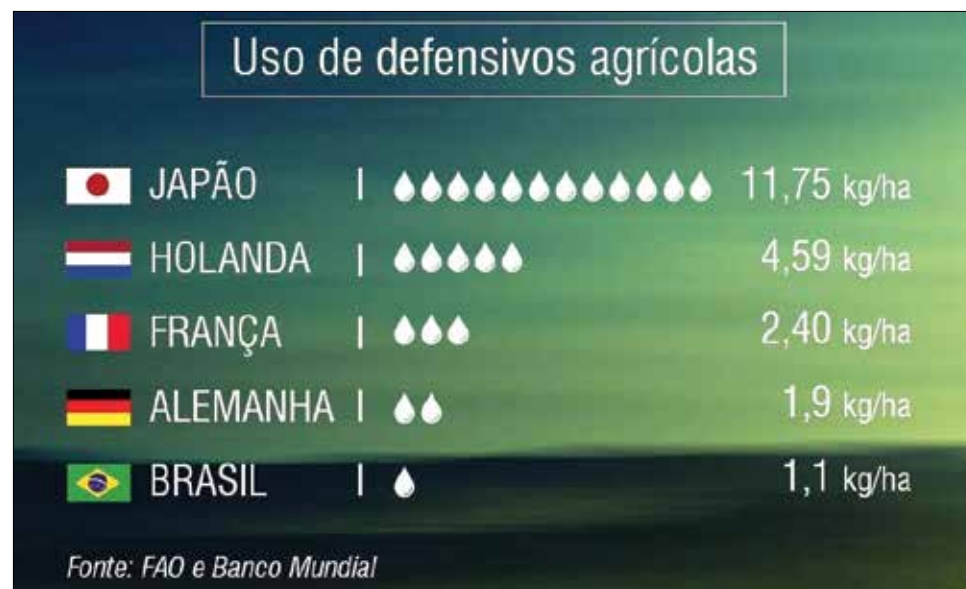 Uso de defensivos agrícolas
JAPÃO | 11,75 kg/ha
HOLANDA | 4,59 kg/ha
FRANÇA | 2,40 kg/ha
ALEMANHA | 1,9 kg/ha
BRASIL | 1,1 kg/ha
Fonte: FAO e Banco Mundial